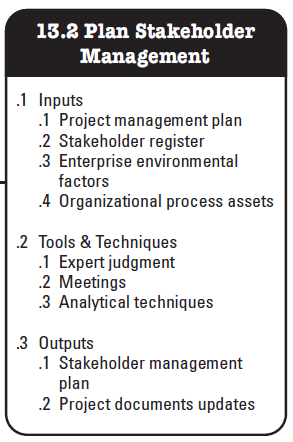 13.2 Plan Stakeholder
Management
.1 Inputs
.1 Project management plan
.2 Stakeholder register
.3 Enterprise environmental
factors
.4 Organizational process assets
.2 Tools & Techniques
.1 Expert judgment
.2 Meetings
.3 Analytical techniques
.3 Outputs
.1 Stakeholder management
plan
.2 Project documents updates